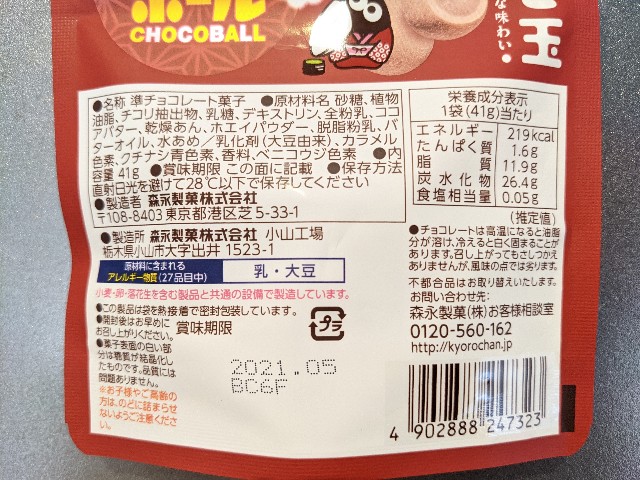 ボール
CHOCOBALL
玉
な味わい。
●名称 準チョコレート菓子 ●原材料名 砂糖、植物
油脂、チコリ抽出物、乳糖、デキストリン、全粉乳、ココ
アバター、乾燥あん、ホエイパウダー、脱脂粉乳、バ
ターオイル、水あめ／乳化剤(大豆由来)、カラメル
色素、クチナシ青色素、香料、ベニコウジ色素 ●内
容量 41g ●賞味期限 この面に記載 ●保存方法
直射日光を避けて28℃以下で保存してください
●製造者 森永製菓株式会社
〒108-8403 東京都港区芝5-33-1
●製造所 森永製菓株式会社 小山工場
栃木県小山市大字出井 1523-1
原材料に含まれる
アレルギー物質(27品目中)
乳・大豆
小麦・卵・落花生を含む製品と共通の設備で製造しています。
●この製品は袋を熱接着で密封包装しています。
●開封後はお早めに
お召し上がりください。
●菓子表面の白い部
分は糖質が結晶化し
たものです。品質には
問題ありません。
※お子様やご高齢の
方は、のどに詰まらせ
ないようご注意ください。
賞味期限
プラ
2021.05
BC6F
栄養成分表示
1袋(41g)当たり
エネルギー 219kcal
たんぱく質 1.6g
脂質 11.9g
炭水化物 26.4g
食塩相当量 0.05g
(推定値)
●チョコレートは高温になると油脂
分が溶け、冷えると白く固まることが
あります。召し上がってもさしつかえ
ありませんが、風味の点では劣ります。
不都合品はお取り替えいたします。
お問い合わせ先:
森永製菓(株)お客様相談室
0120-560-162
http://kyorochan.jp/
4 902888 247323